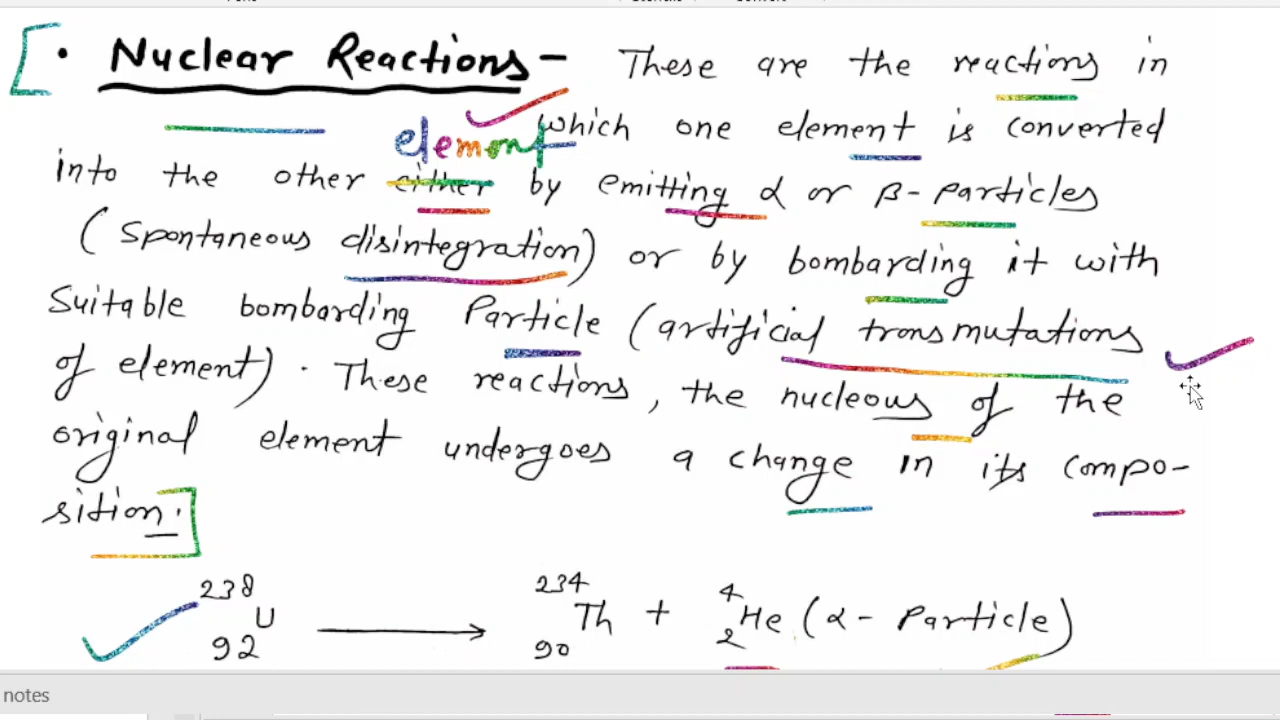 • Nuclear Reactions - These are the reactions in
element which one element is converted
into the other either by emitting α or β-particles
(spontaneous disintegration) or by bombarding it with
suitable bombarding Particle (artificial transmutations
of element). These reactions, the nucleous of the
original element undergoes a change in its compo-
sition.
238 234 4
U Th + He (α- Particle)
92 90 2
notes